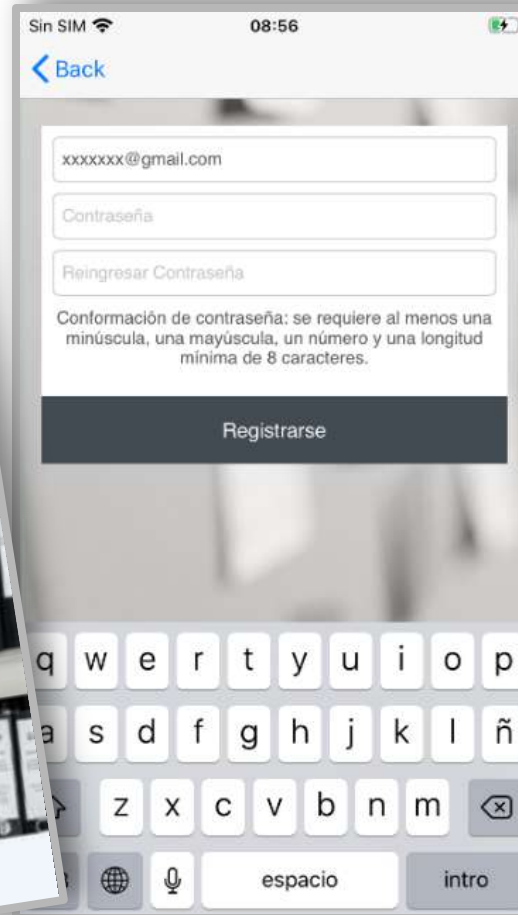 Sin SIM 08:56
Back
xxxxxxx@gmail.com
Contraseña
Reingresar Contraseña
Conformación de contraseña: se requiere al menos una
minúscula, una mayúscula, un número y una longitud
mínima de 8 caracteres.
Registrarse
q w e r t y u i o p
a s d f g h j k l ñ
z x c v b n m
espacio intro